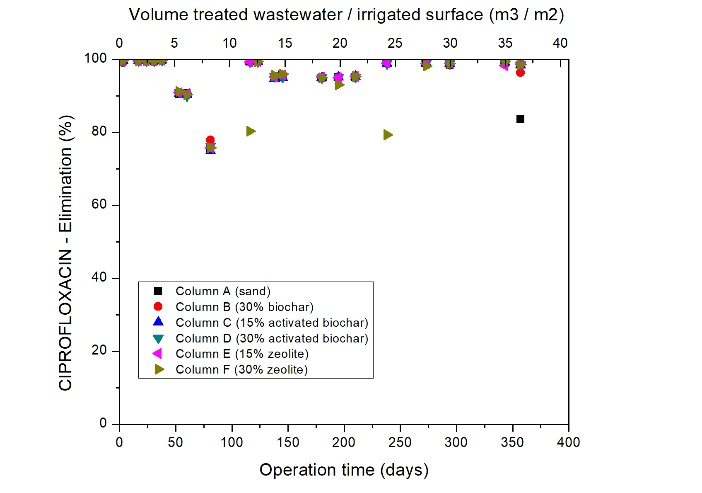 Volume treated wastewater / irrigated surface (m3 / m2)
0 5 10 15 20 25 30 35 40
CIPROFLOXACIN - Elimination (%)
100
80
60
40
20
0
Column A (sand)
Column B (30% biochar)
Column C (15% activated biochar)
Column D (30% activated biochar)
Column E (15% zeolite)
Column F (30% zeolite)
0 50 100 150 200 250 300 350 400
Operation time (days)